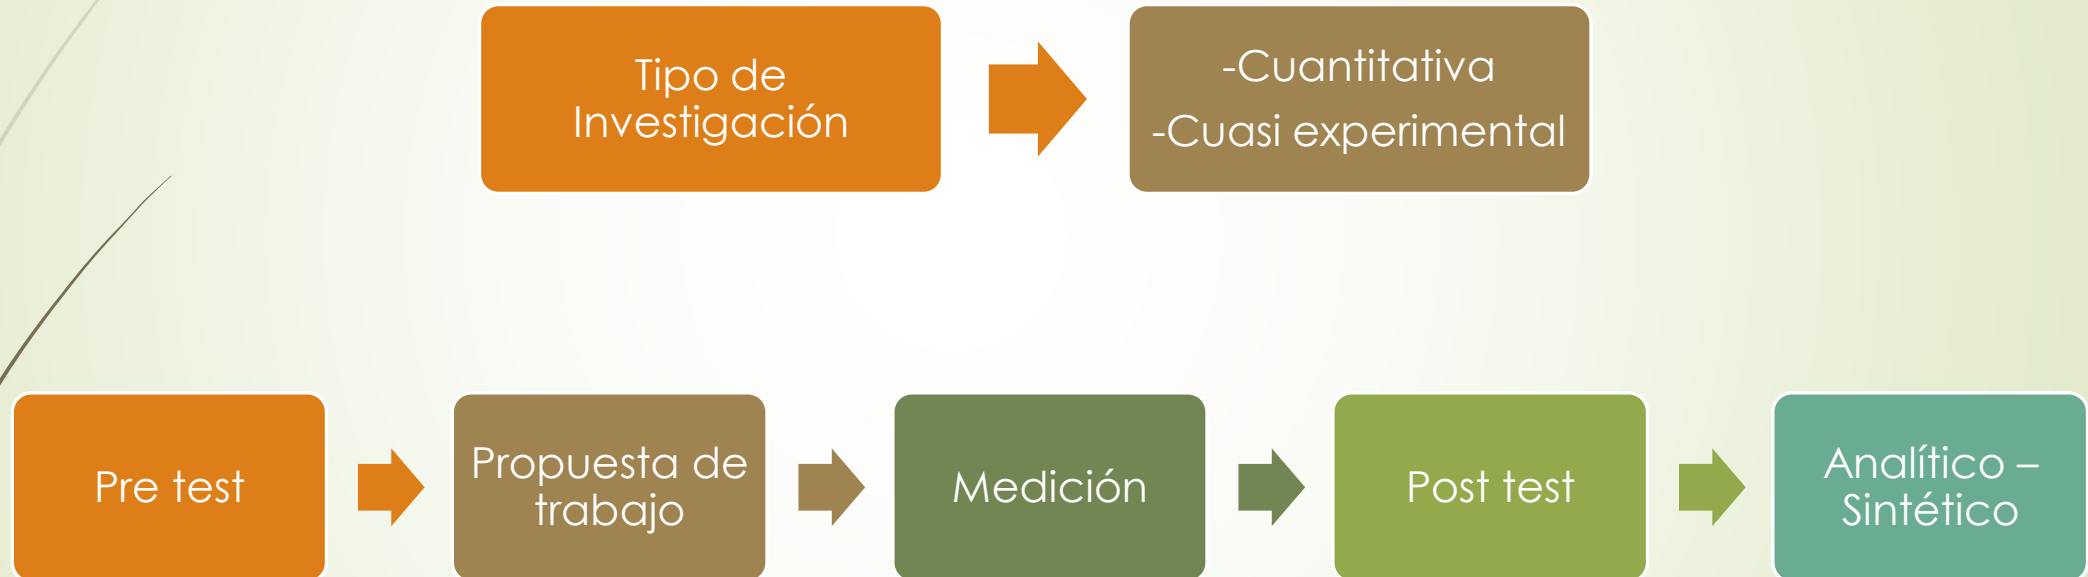 Tipo de
Investigación
-Cuantitativa
-Cuasi experimental
Pre test
Propuesta de
trabajo
Medición
Post test
Analítico –
Sintético